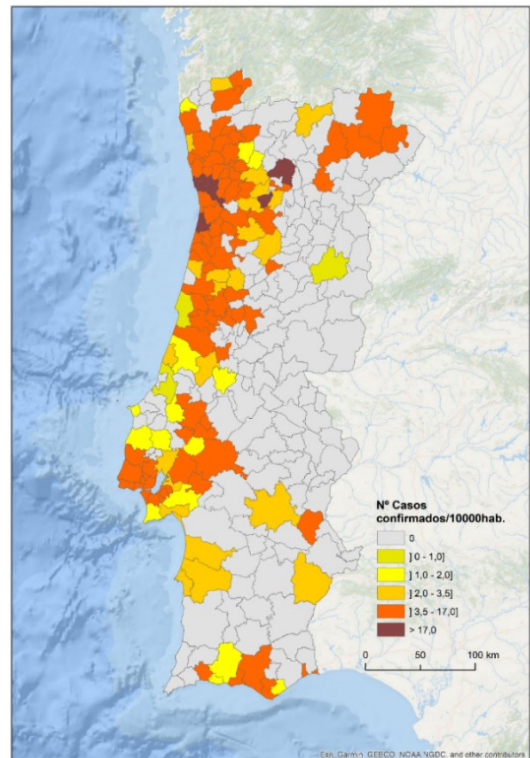 Nº Casos
confirmados/10000hab.
0
] 0 - 1,0]
] 1,0 - 2,0]
] 2,0 - 3,5]
] 3,5 - 17,0]
> 17,0
0 50 100 km
Esri, Garmin, GEBCO, NOAA NGDC, and other contributors